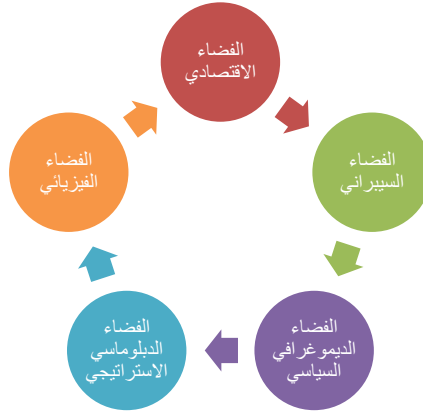 الفضاء
الاقتصادي
الفضاء
السيبراني
الفضاء
الديموغرافي
السياسي
الفضاء
الدبلوماسي
الاستراتيجي
الفضاء
الفيزيائي